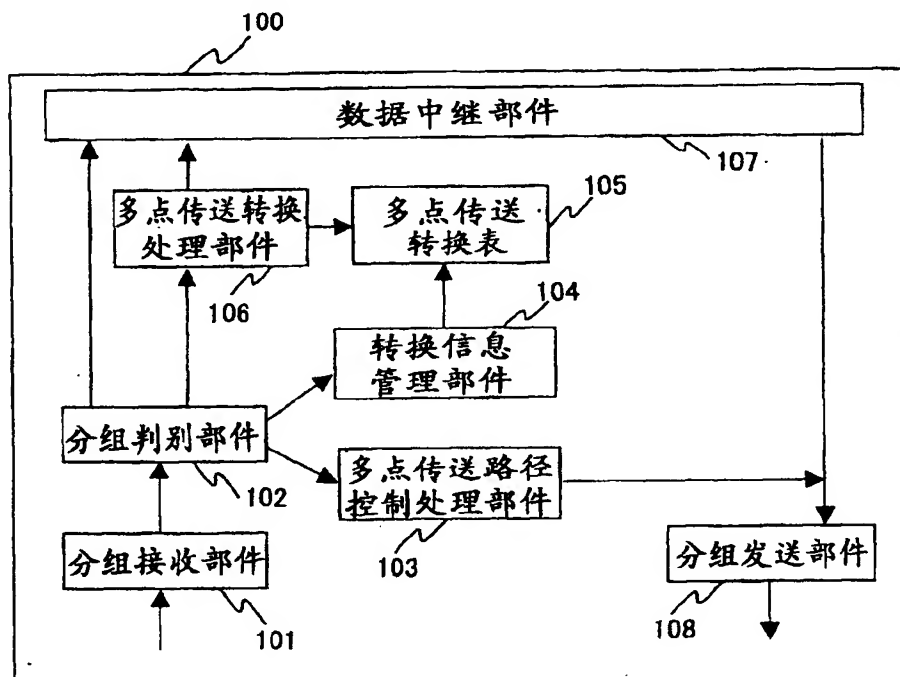 100
数据中继部件
107
多点传送转换
处理部件
106
多点传送
转换表
105
104
转换信息
管理部件
分组判别部件
102
多点传送路径
控制处理部件
103
分组接收部件
101
分组发送部件
108